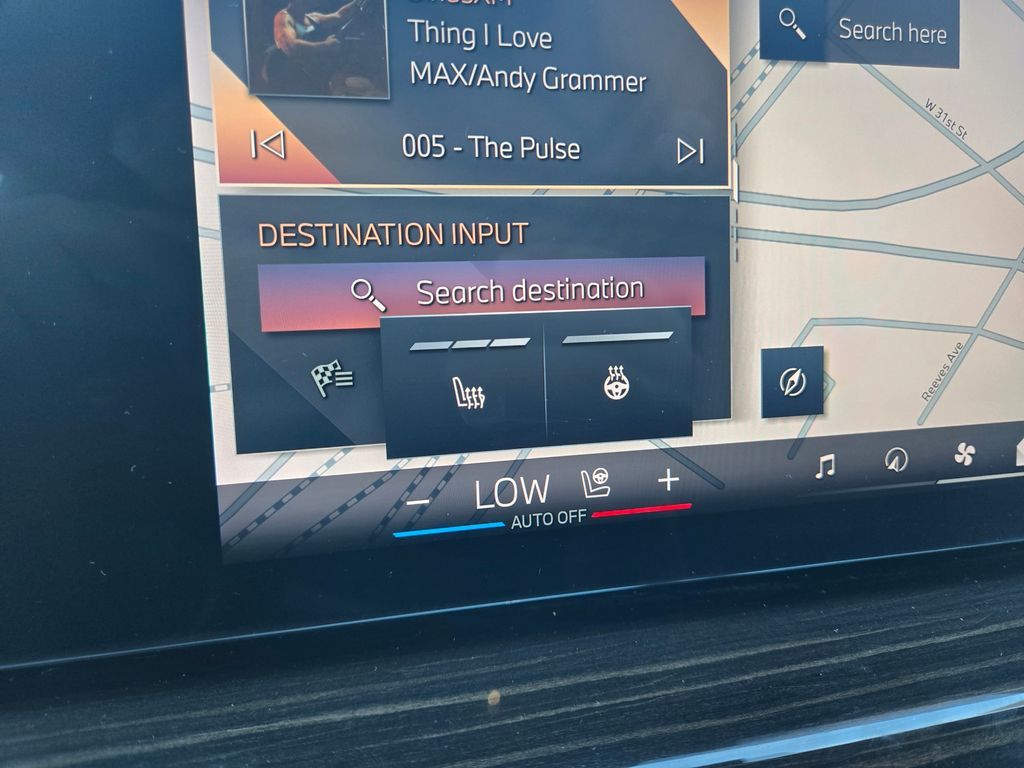 Thing I Love
MAX/Andy Grammer
005 - The Pulse
Search here
W 31st St
DESTINATION INPUT
Search destination
Reeves Ave
- LOW +
AUTO OFF